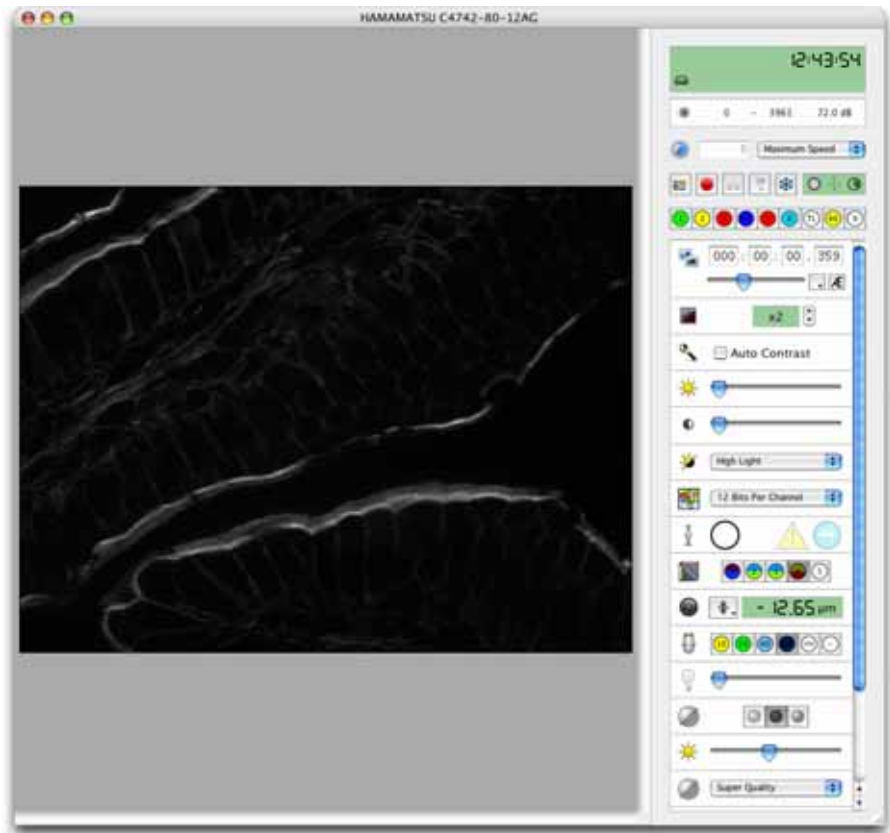 HAMAMATSU C4742-80-12AG
12:43:54
0 - 3961 72.0 dB
Maximum Speed
000 : 00 : 00 . 359
Æ
x2
Auto Contrast
High Light
12 Bits Per Channel
- 12.65 µm
Super Quality